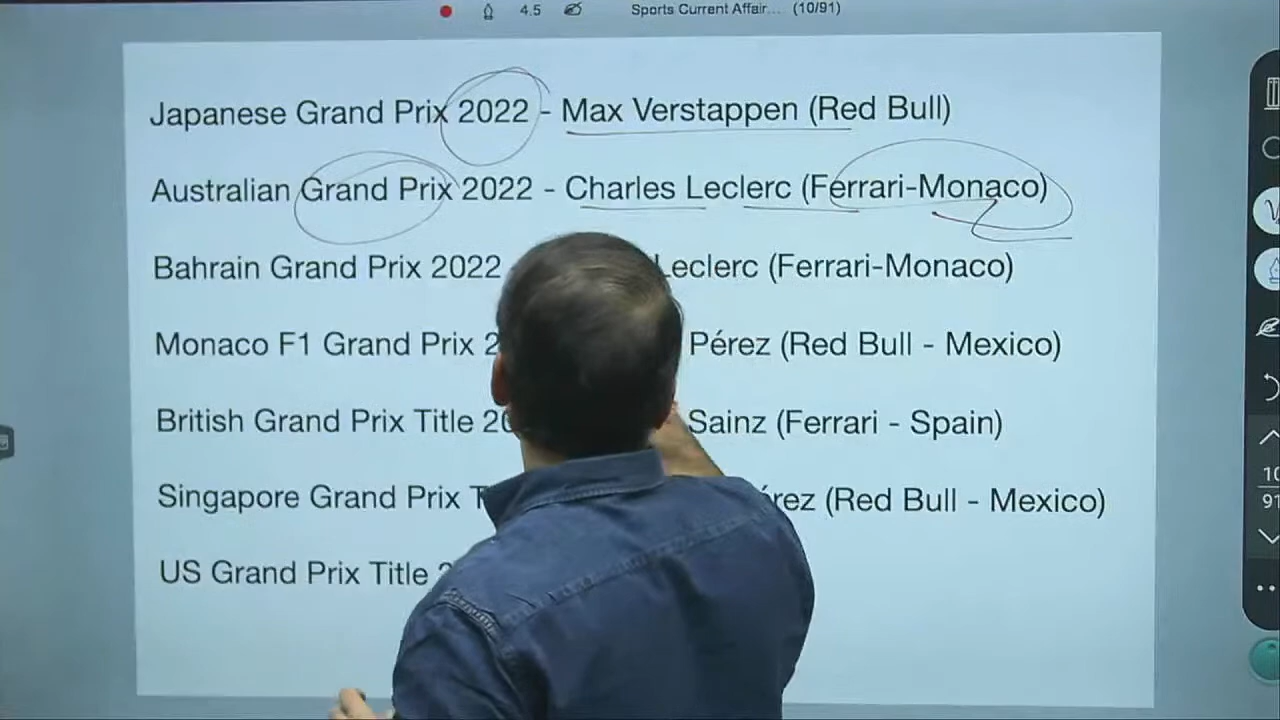 4.5 Sports Current Affair.... (10/91)
Japanese Grand Prix 2022 - Max Verstappen (Red Bull)
Australian Grand Prix 2022 - Charles Leclerc (Ferrari-Monaco)
Bahrain Grand Prix 2022 Leclerc (Ferrari-Monaco)
Monaco F1 Grand Prix Pérez (Red Bull - Mexico)
British Grand Prix Title Sainz (Ferrari - Spain)
Singapore Grand Prix (Red Bull - Mexico)
US Grand Prix Title
10
91